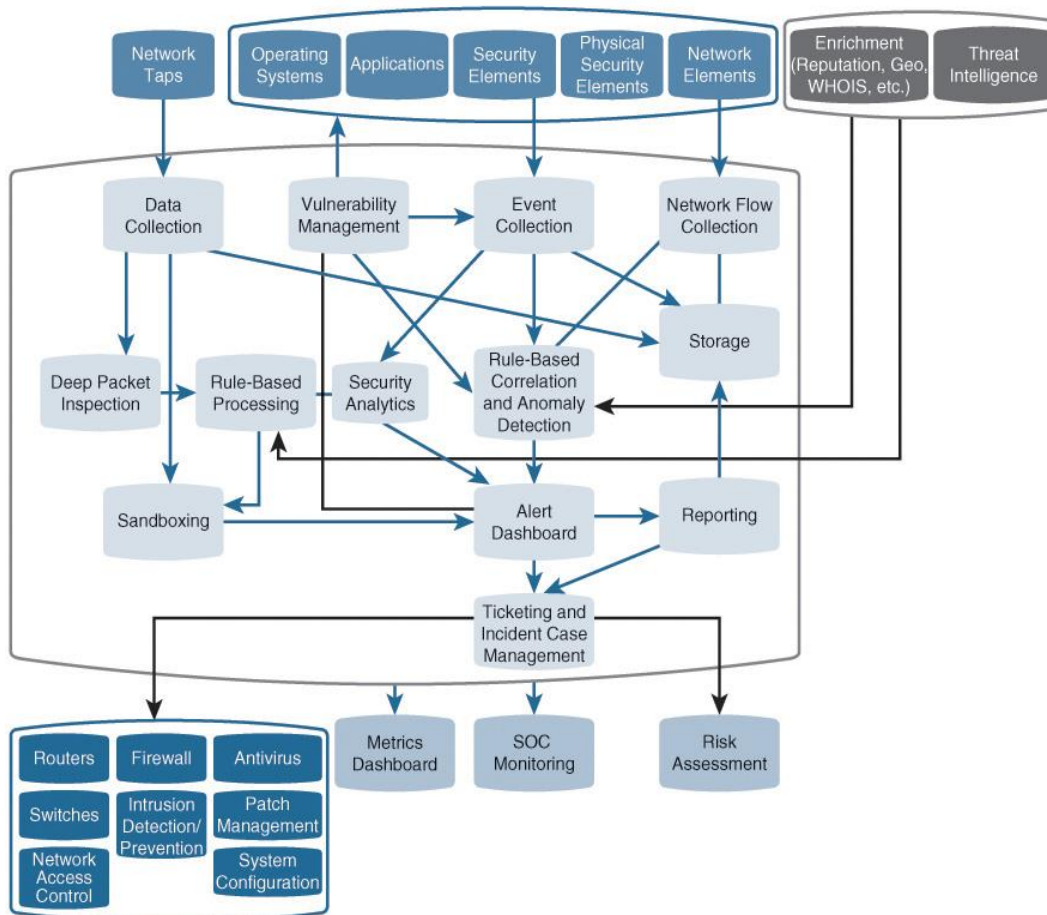 Network
Taps
Operating
Systems
Applications
Security
Elements
Physical
Security
Elements
Network
Elements
Enrichment
(Reputation, Geo,
WHOIS, etc.)
Threat
Intelligence
Data
Collection
Vulnerability
Management
Event
Collection
Network Flow
Collection
Storage
Deep Packet
Inspection
Rule-Based
Processing
Security
Analytics
Rule-Based
Correlation
and Anomaly
Detection
Sandboxing
Alert
Dashboard
Reporting
Ticketing and
Incident Case
Management
Routers
Firewall
Antivirus
Switches
Intrusion
Detection/
Prevention
Patch
Management
Network
Access
Control
System
Configuration
Metrics
Dashboard
SOC
Monitoring
Risk
Assessment